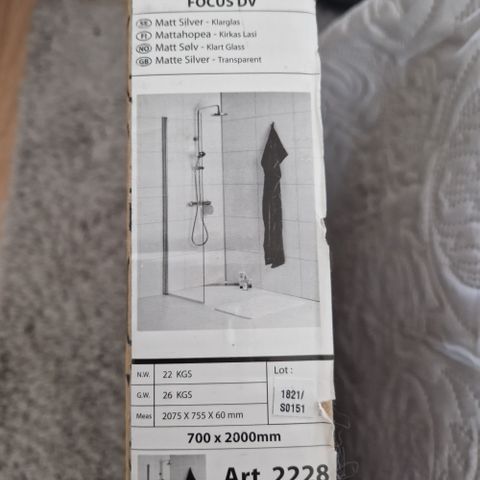 FOCUS DV
SE Matt Silver - Klarglas
FI Mattahopea - Kirkas Lasi
NO Matt Sølv - Klart Glass
GB Matte Silver - Transparent
N.W. 22 KGS
G.W. 26 KGS
Meas 2075 X 755 X 60 mm
Lot :
1821/
S0151
700 x 2000mm
Art. 2228